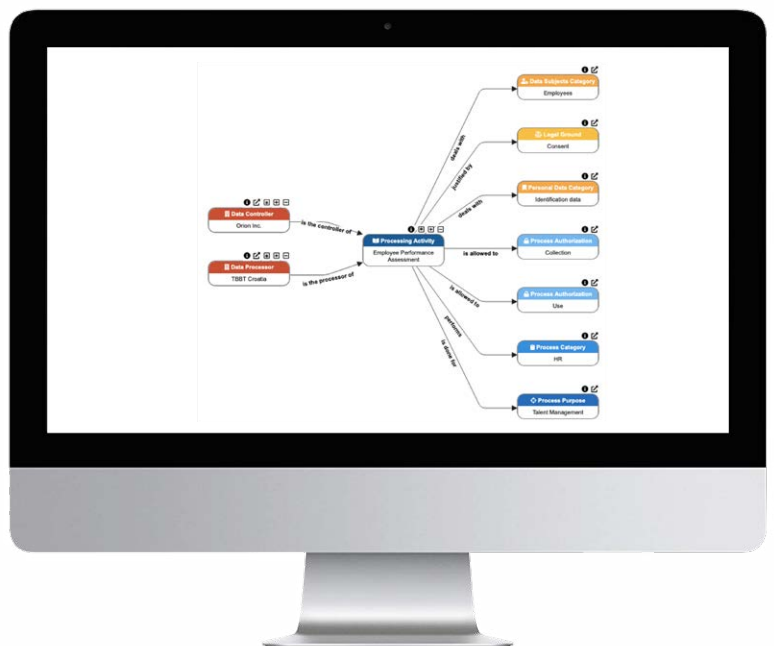 Data Subjects Category
Employees
Legal Ground
Consent
Personal Data Category
Identification data
Data Controller
Orion Inc.
Data Processor
TBBT Croatia
is the controller of
is the processor of
Processing Activity
Employee Performance
Assessment
deals with
justified by
deals with
is allowed to
is allowed to
performs
is done for
Process Authorization
Collection
Process Authorization
Use
Process Category
HR
Process Purpose
Talent Management